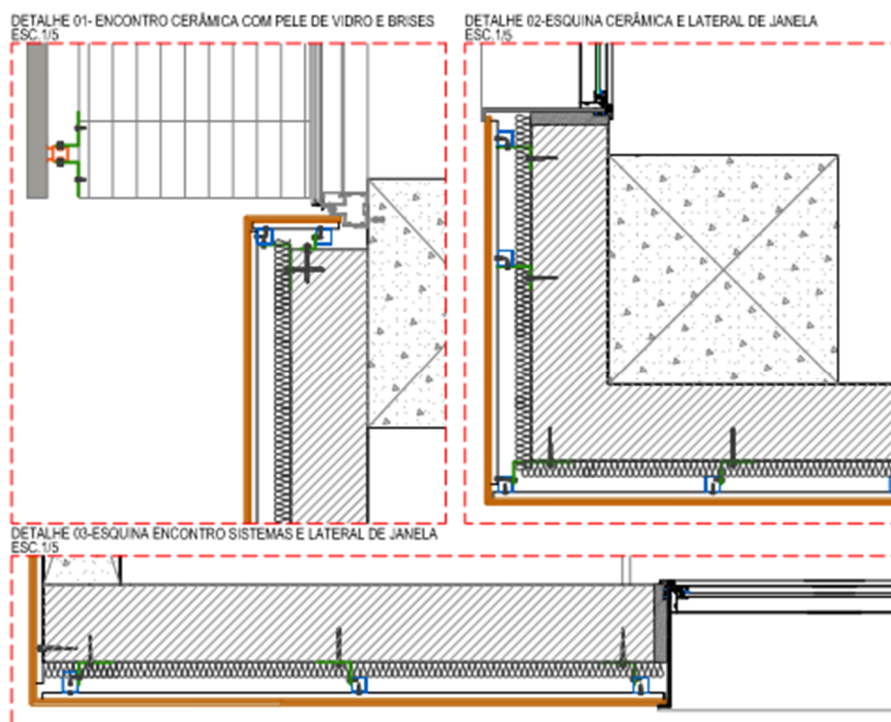 DETALHE 01- ENCONTRO CERÂMICA COM PELE DE VIDRO E BRISES
ESC.1/5
DETALHE 02-ESQUINA CERÂMICA E LATERAL DE JANELA
ESC.1/5
DETALHE 03-ESQUINA ENCONTRO SISTEMAS E LATERAL DE JANELA
ESC.1/5